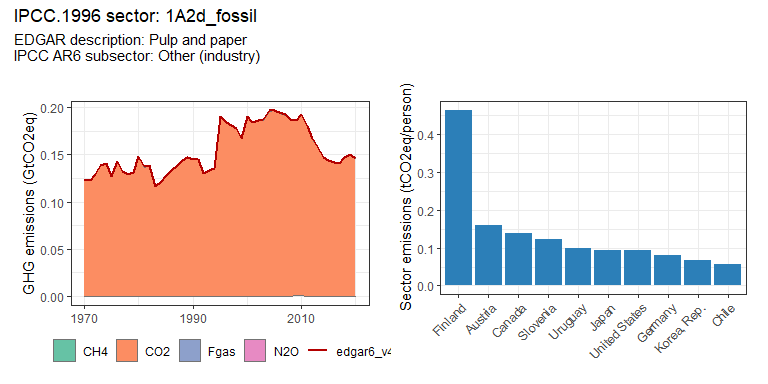 IPCC.1996 sector: 1A2d_fossil
EDGAR description: Pulp and paper
IPCC AR6 subsector: Other (industry)
GHG emissions (GtCO2eq)
0.20
0.15
0.10
0.05
0.00
1970
1990
2010
CH4
CO2
Fgas
N2O
edgar6_v4
Sector emissions (tCO2eq/person)
0.4
0.3
0.2
0.1
0.0
Finland
Austria
Canada
Slovenia
Uruguay
Japan
United States
Germany
Korea, Rep.
Chile